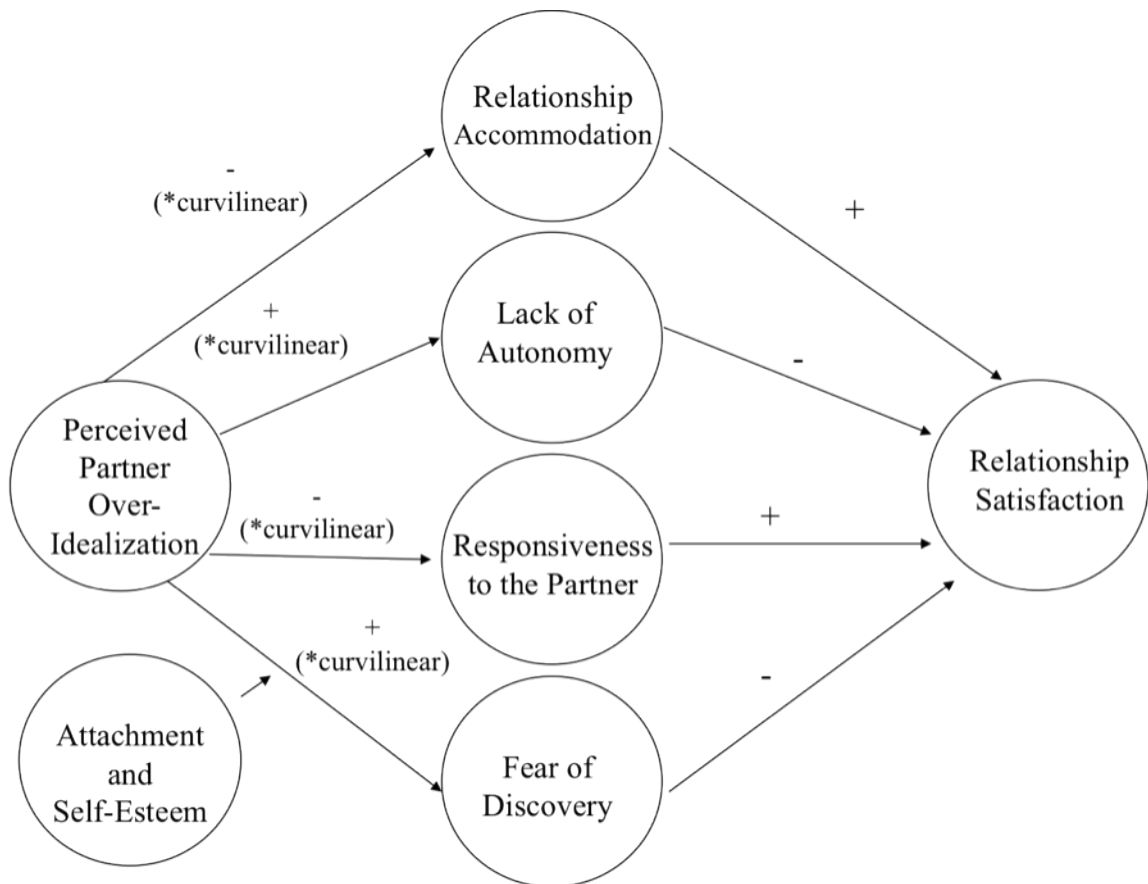 Relationship
Accommodation
-
(*curvilinear)
+
+
(*curvilinear)
Lack of
Autonomy
-
Perceived
Partner
Over-
Idealization
-
(*curvilinear)
Responsiveness
to the Partner
+
Relationship
Satisfaction
+
(*curvilinear)
-
Attachment
and
Self-Esteem
Fear of
Discovery